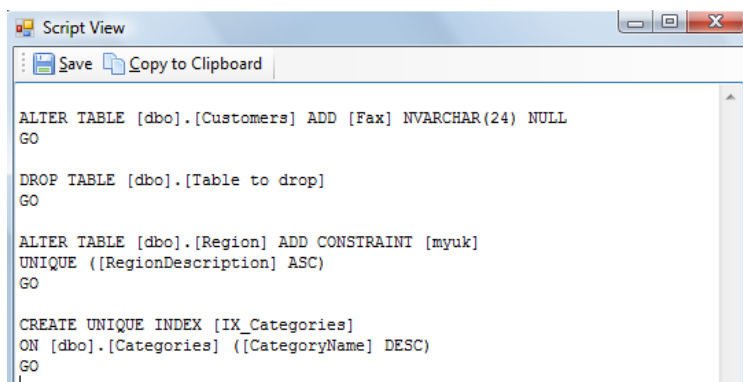 Script View
Save Copy to Clipboard
ALTER TABLE [dbo].[Customers] ADD [Fax] NVARCHAR(24) NULL
GO
DROP TABLE [dbo].[Table to drop]
GO
ALTER TABLE [dbo].[Region] ADD CONSTRAINT [myuk]
UNIQUE ([RegionDescription] ASC)
GO
CREATE UNIQUE INDEX [IX_Categories]
ON [dbo].[Categories] ([CategoryName] DESC)
GO